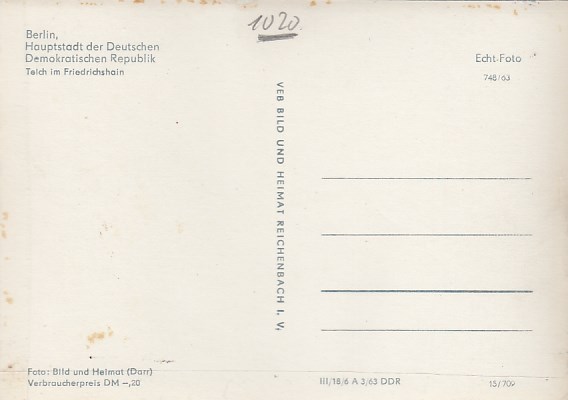 1020.
Berlin,
Hauptstadt der Deutschen
Demokratischen Republik
Teich im Friedrichshain
Echt-Foto
748/63
VEB BILD UND HEIMAT REICHENBACH I. V.
Foto: Bild und Heimat (Darr)
Verbraucherpreis DM -,20
III/18/6 A 3/63 DDR
15/709